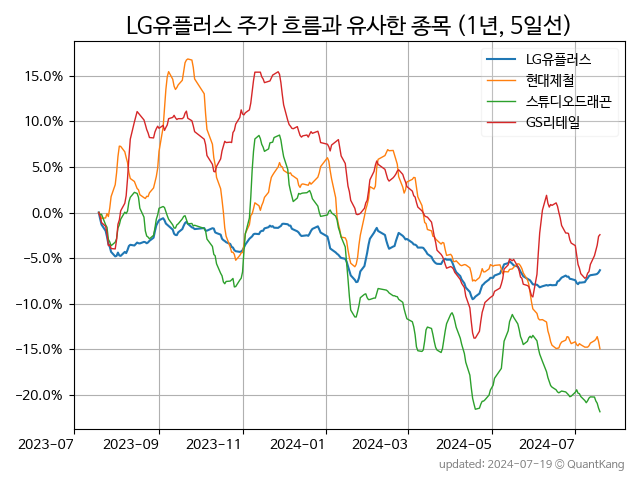 LG유플러스 주가 흐름과 유사한 종목 (1년, 5일선)
LG유플러스
현대제철
스튜디오드래곤
GS리테일
15.0%
10.0%
5.0%
0.0%
−5.0%
−10.0%
−15.0%
−20.0%
2023-07 2023-09 2023-11 2024-01 2024-03 2024-05 2024-07
updated: 2024-07-19 © QuantKang